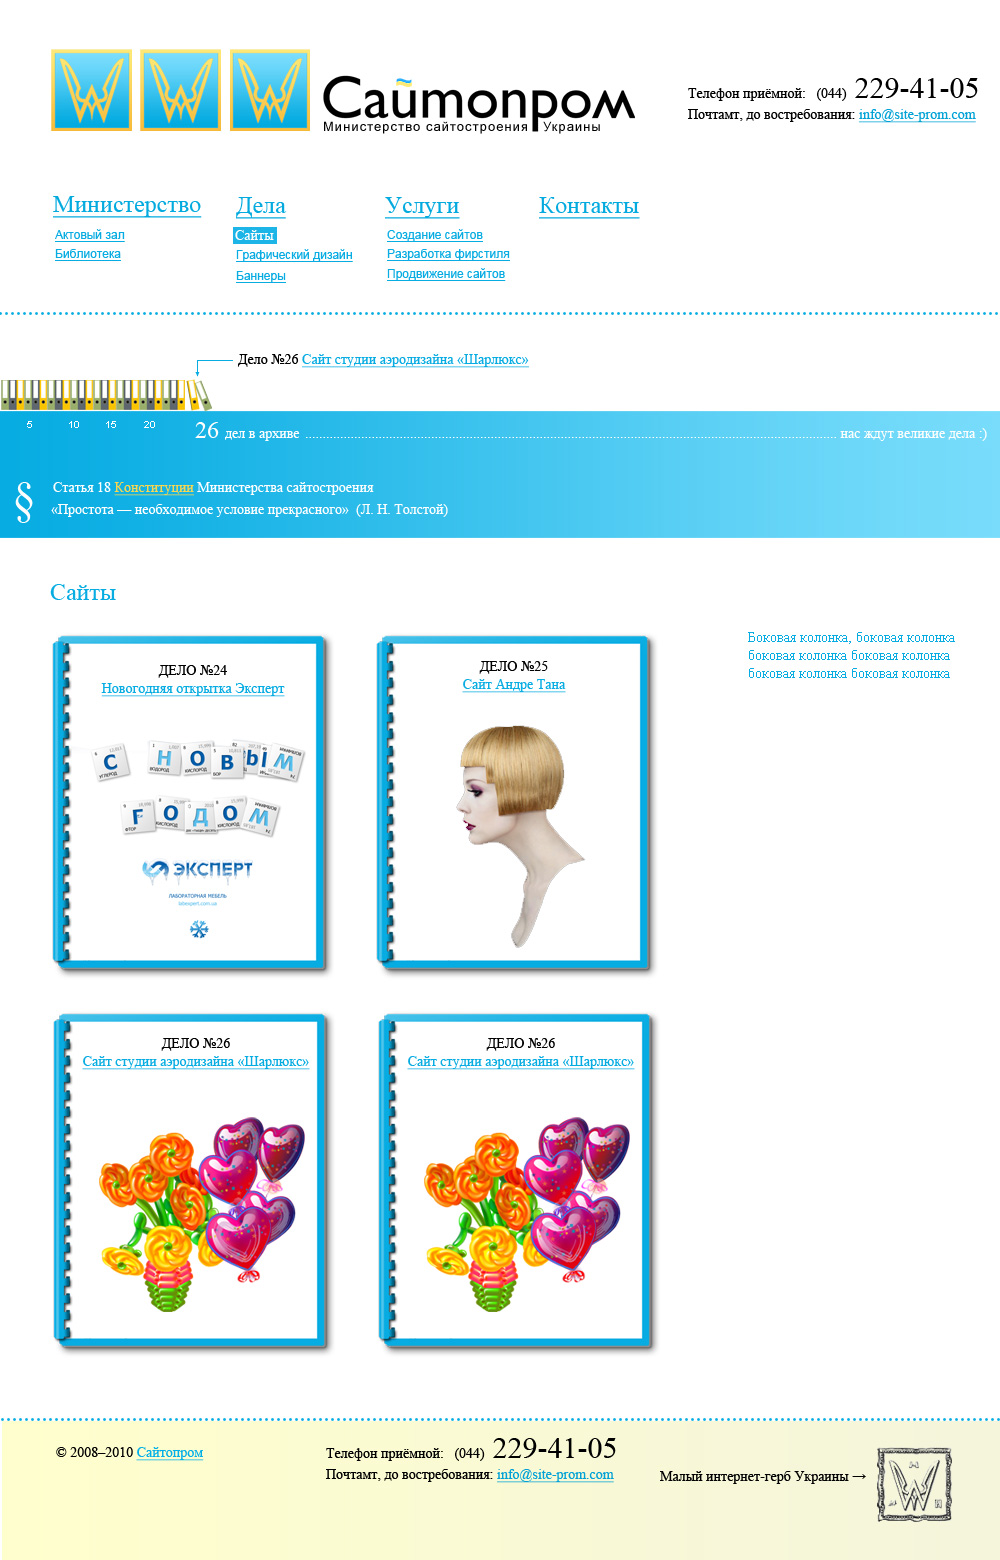 Сайтопром
Министерство сайтостроения Украины
Телефон приёмной: (044) 229-41-05
Почтамт, до востребования: info@site-prom.com
Министерство
Актовый зал
Библиотека
Дела
Сайты
Графический дизайн
Баннеры
Услуги
Создание сайтов
Разработка фирстиля
Продвижение сайтов
Контакты
Дело №26 Сайт студии аэродизайна «Шарлюкс»
5 10 15 20
26 дел в архиве ... нас ждут великие дела :)
§ Статья 18 Конституции Министерства сайтостроения
«Простота — необходимое условие прекрасного» (Л. Н. Толстой)
Сайты
ДЕЛО №24
Новогодняя открытка Эксперт
С НОВЫМ
ГОДОМ
ЭКСПЕРТ
ЛАБОРАТОРНАЯ МЕБЕЛЬ
labexpert.com.ua
ДЕЛО №25
Сайт Андре Тана
Боковая колонка, боковая колонка
боковая колонка боковая колонка
боковая колонка боковая колонка
ДЕЛО №26
Сайт студии аэродизайна «Шарлюкс»
ДЕЛО №26
Сайт студии аэродизайна «Шарлюкс»
© 2008–2010 Сайтопром
Телефон приёмной: (044) 229-41-05
Почтамт, до востребования: info@site-prom.com
Малый интернет-герб Украины →